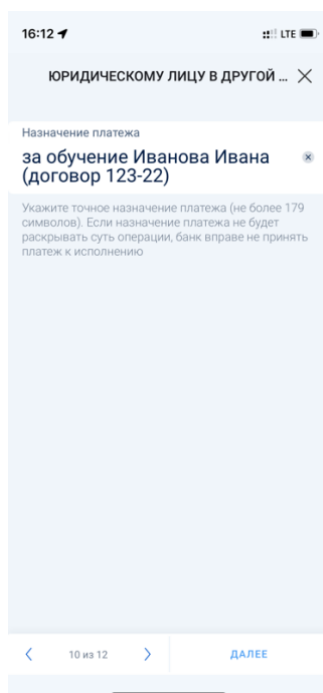 16:12
LTE
ЮРИДИЧЕСКОМУ ЛИЦУ В ДРУГОЙ ...
Назначение платежа
за обучение Иванова Ивана
(договор 123-22)
Укажите точное назначение платежа (не более 179
символов). Если назначение платежа не будет
раскрывать суть операции, банк вправе не принять
платеж к исполнению
10 из 12
ДАЛЕЕ